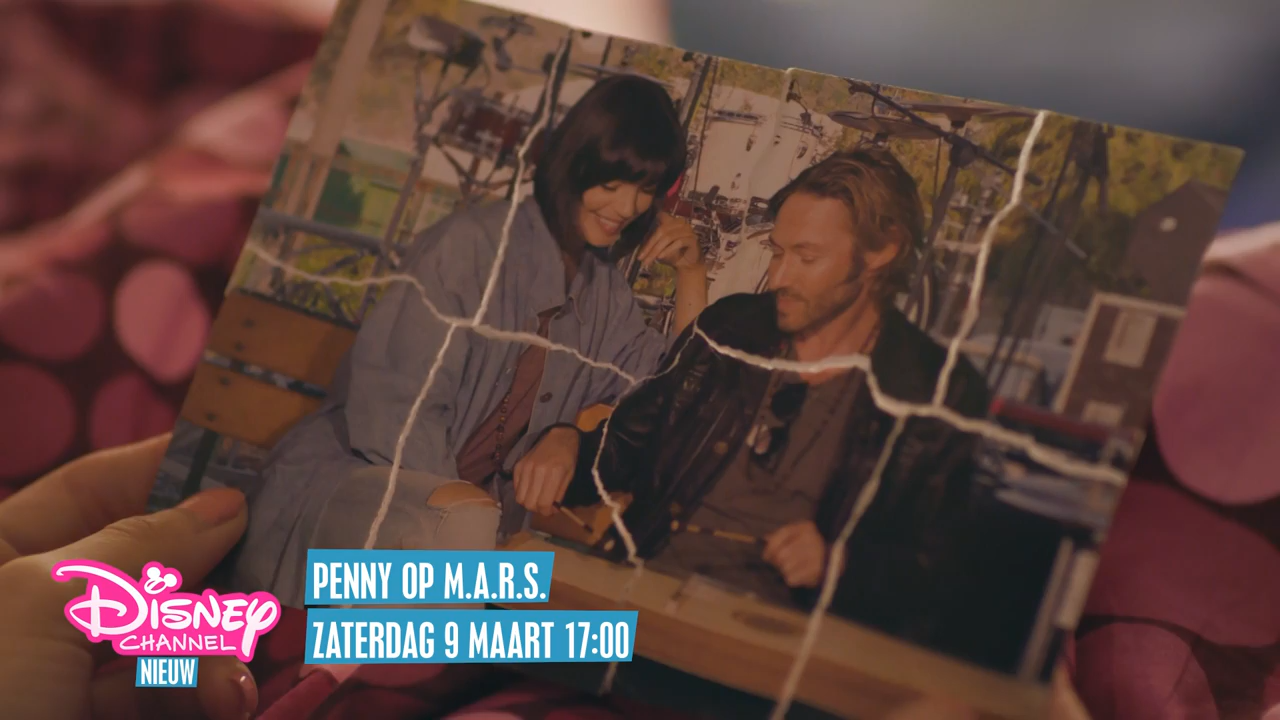 PENNY OP M.A.R.S.
ZATERDAG 9 MAART 17:00
DISNEY
CHANNEL
NIEUW